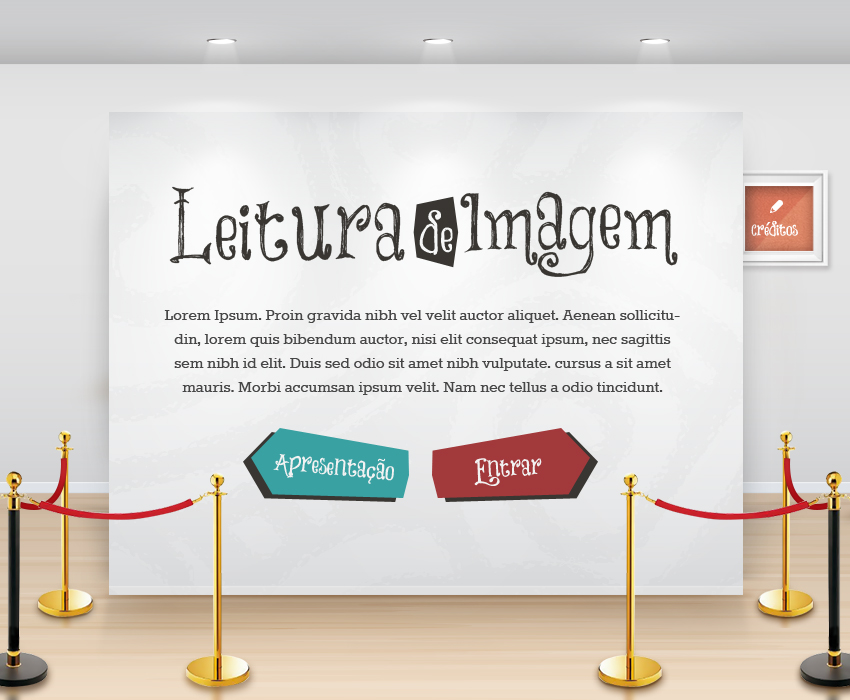 Leitura de Imagem
créditos
Lorem Ipsum. Proin gravida nibh vel velit auctor aliquet. Aenean sollicitu-
din, lorem quis bibendum auctor, nisi elit consequat ipsum, nec sagittis
sem nibh id elit. Duis sed odio sit amet nibh vulputate. cursus a sit amet
mauris. Morbi accumsan ipsum velit. Nam nec tellus a odio tincidunt.
Apresentação
Entrar